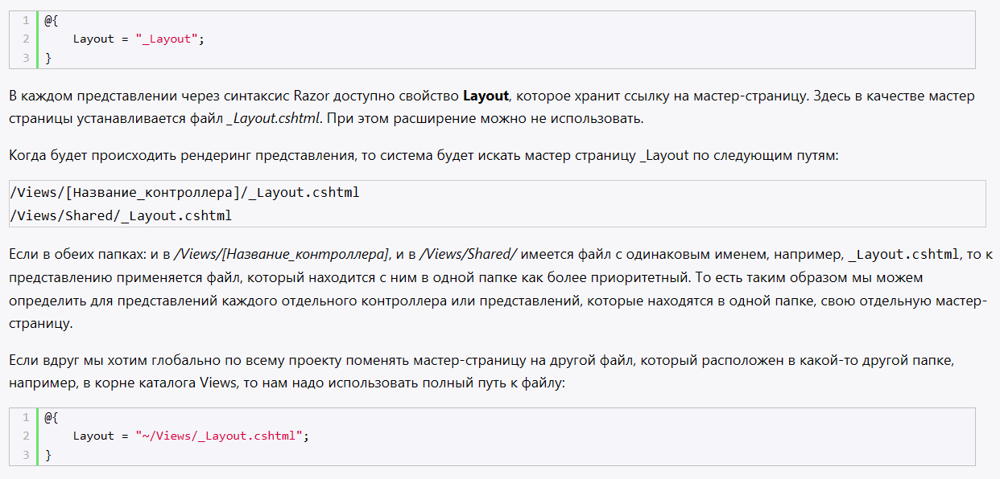 1 @{
2     Layout = "_Layout";
3 }
В каждом представлении через синтаксис Razor доступно свойство Layout, которое хранит ссылку на мастер-страницу. Здесь в качестве мастер
страницы устанавливается файл _Layout.cshtml. При этом расширение можно не использовать.
Когда будет происходить рендеринг представления, то система будет искать мастер страницу _Layout по следующим путям:
/Views/[Название_контроллера]/_Layout.cshtml
/Views/Shared/_Layout.cshtml
Если в обеих папках: и в /Views/[Название_контроллера], и в /Views/Shared/ имеется файл с одинаковым именем, например, _Layout.cshtml, то к
представлению применяется файл, который находится с ним в одной папке как более приоритетный. То есть таким образом мы можем
определить для представлений каждого отдельного контроллера или представлений, которые находятся в одной папке, свою отдельную мастер-
страницу.
Если вдруг мы хотим глобально по всему проекту поменять мастер-страницу на другой файл, который расположен в какой-то другой папке,
например, в корне каталога Views, то нам надо использовать полный путь к файлу:
1 @{
2     Layout = "~/Views/_Layout.cshtml";
3 }